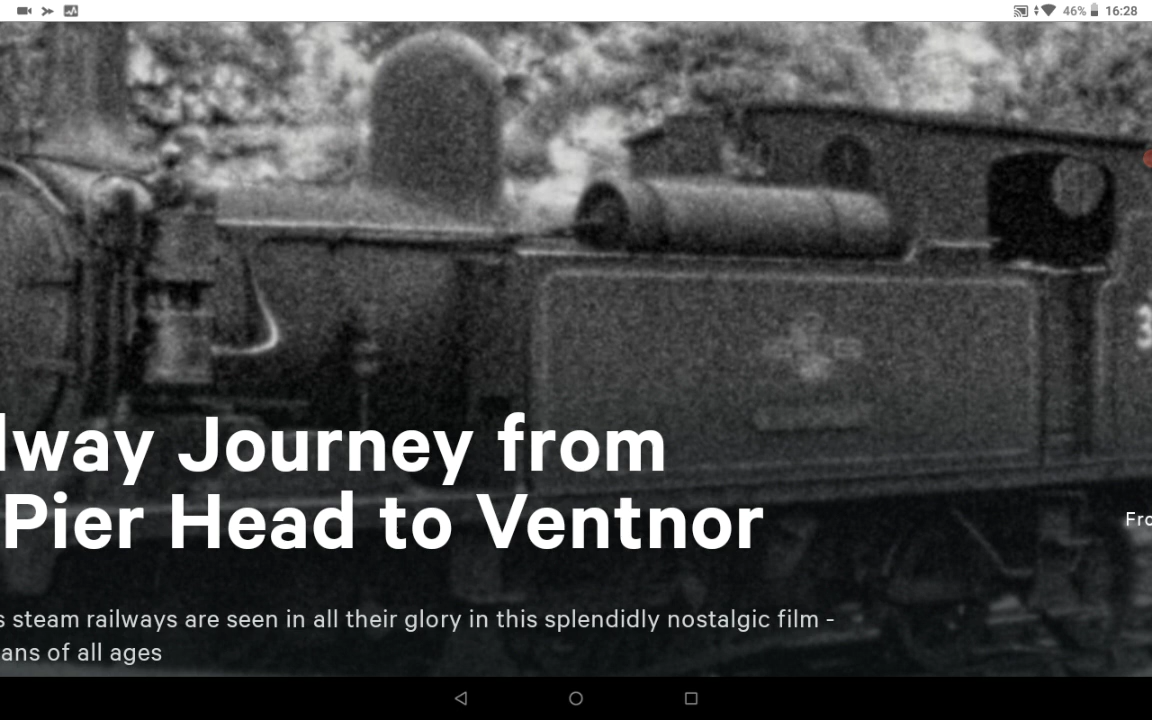 46% 16:28
lway Journey from
Pier Head to Ventnor
3
Fro
s steam railways are seen in all their glory in this splendidly nostalgic film -
ans of all ages